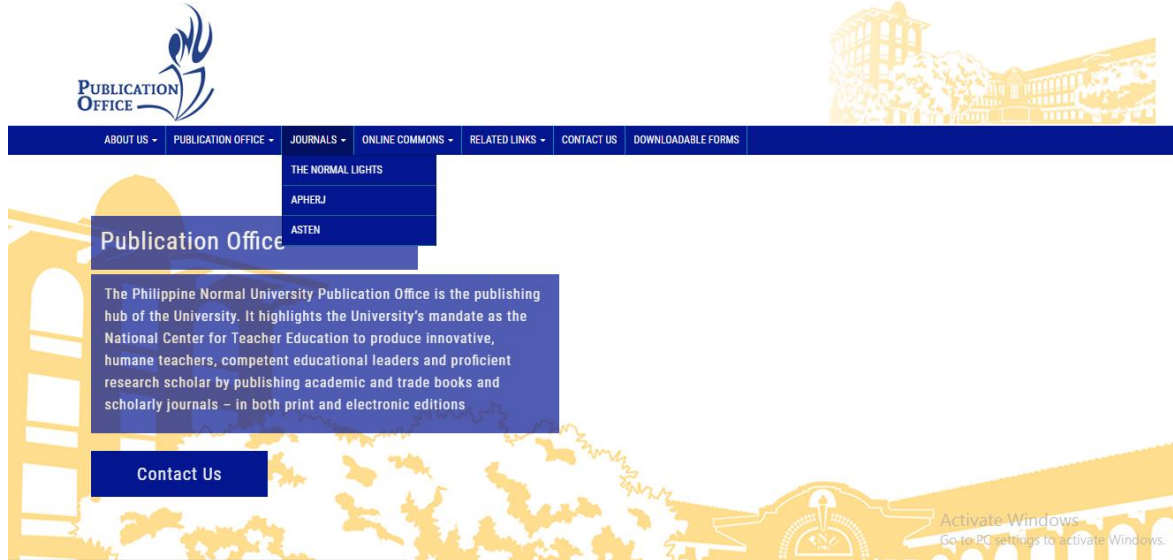 PUBLICATION
OFFICE
ABOUT US PUBLICATION OFFICE JOURNALS ONLINE COMMONS RELATED LINKS CONTACT US DOWNLOADABLE FORMS
THE NORMAL LIGHTS
APHERJ
ASTEN
Publication Office
The Philippine Normal University Publication Office is the publishing
hub of the University. It highlights the University's mandate as the
National Center for Teacher Education to produce innovative,
humane teachers, competent educational leaders and proficient
research scholar by publishing academic and trade books and
scholarly journals – in both print and electronic editions
Contact Us
Activate Windows
Go to PC settings to activate Windows.